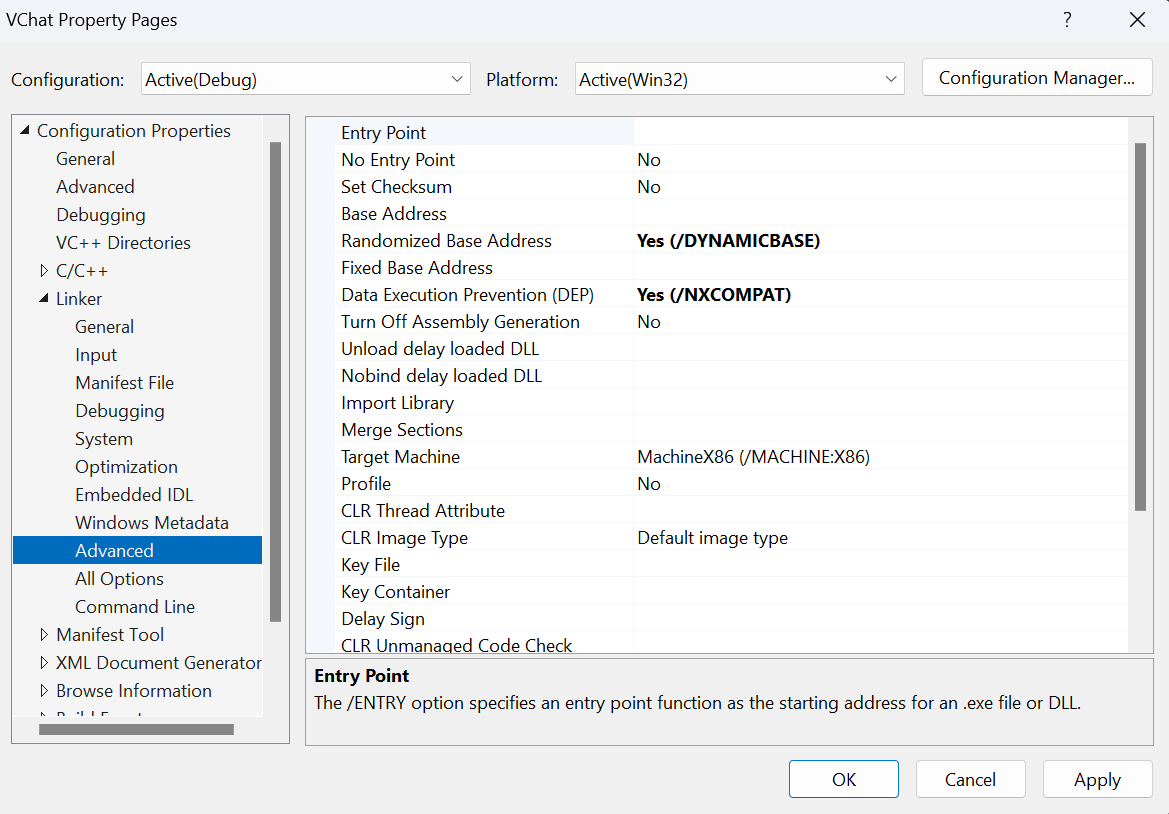 VChat Property Pages ?
Configuration: Active(Debug) Platform: Active(Win32) Configuration Manager...
Configuration Properties
General
Advanced
Debugging
VC++ Directories
C/C++
Linker
General
Input
Manifest File
Debugging
System
Optimization
Embedded IDL
Windows Metadata
Advanced
All Options
Command Line
Manifest Tool
XML Document Generator
Browse Information
Entry Point
No Entry Point No
Set Checksum No
Base Address
Randomized Base Address Yes (/DYNAMICBASE)
Fixed Base Address
Data Execution Prevention (DEP) Yes (/NXCOMPAT)
Turn Off Assembly Generation No
Unload delay loaded DLL
Nobind delay loaded DLL
Import Library
Merge Sections
Target Machine MachineX86 (/MACHINE:X86)
Profile No
CLR Thread Attribute
CLR Image Type Default image type
Key File
Key Container
Delay Sign
CLR Unmanaged Code Check
Entry Point
The /ENTRY option specifies an entry point function as the starting address for an .exe file or DLL.
OK Cancel Apply